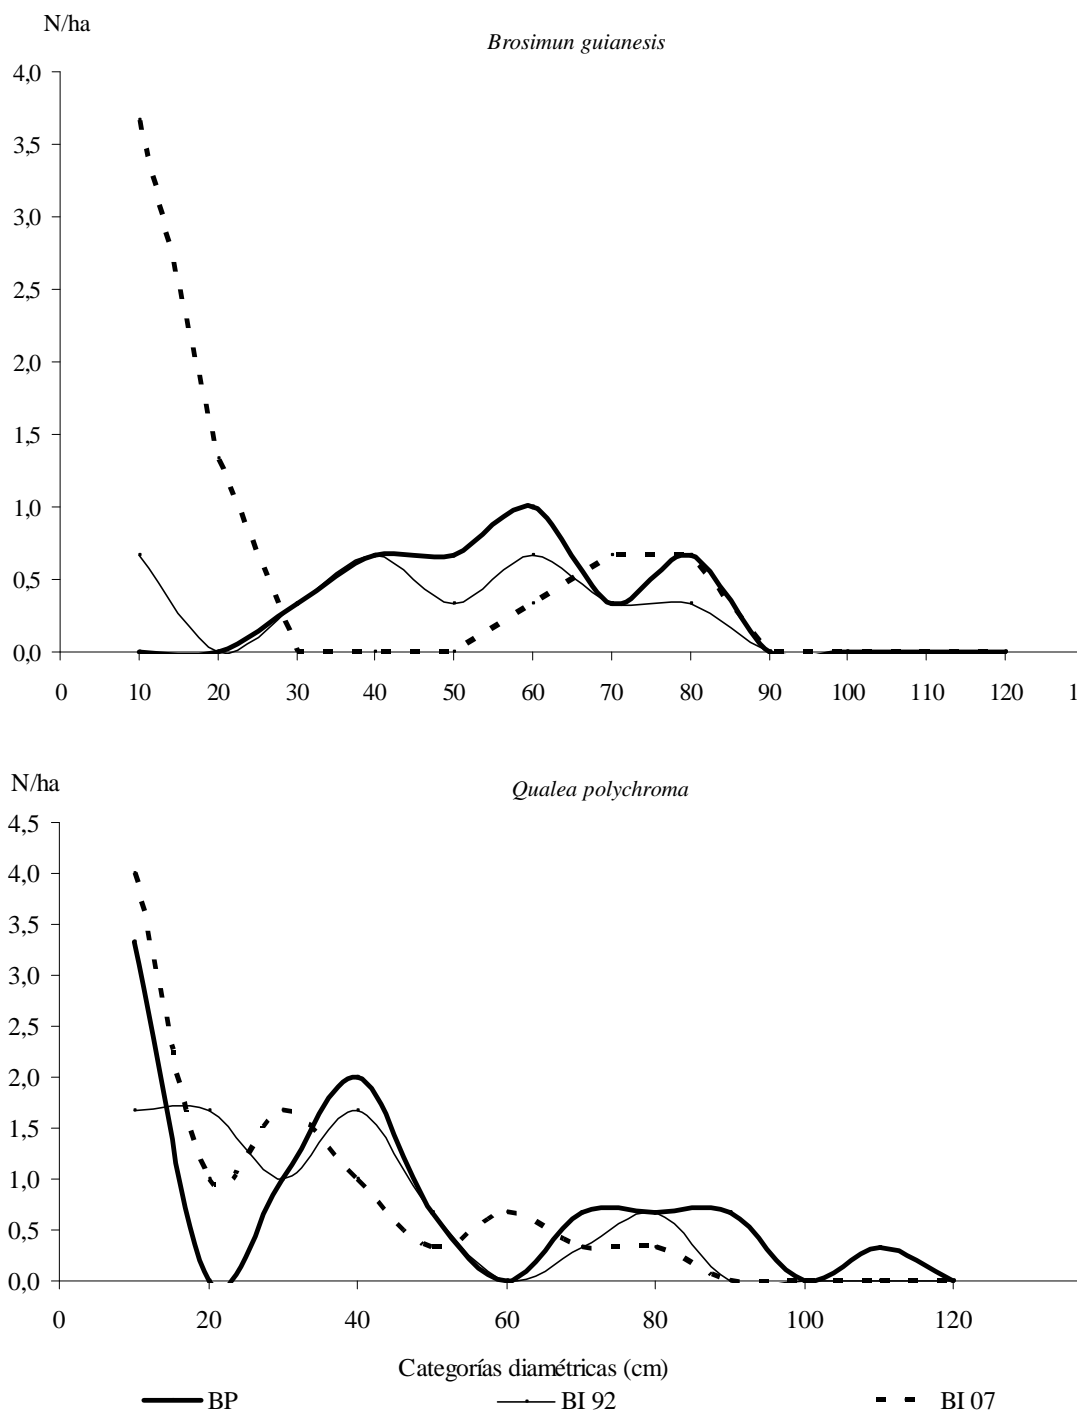 N/ha
Brosimun guianesis
4,0
3,5
3,0
2,5
2,0
1,5
1,0
0,5
0,0
0 10 20 30 40 50 60 70 80 90 100 110 120 1
N/ha
Qualea polychroma
4,5
4,0
3,5
3,0
2,5
2,0
1,5
1,0
0,5
0,0
0 20 40 60 80 100 120
Categorías diamétricas (cm)
BP BI 92 BI 07